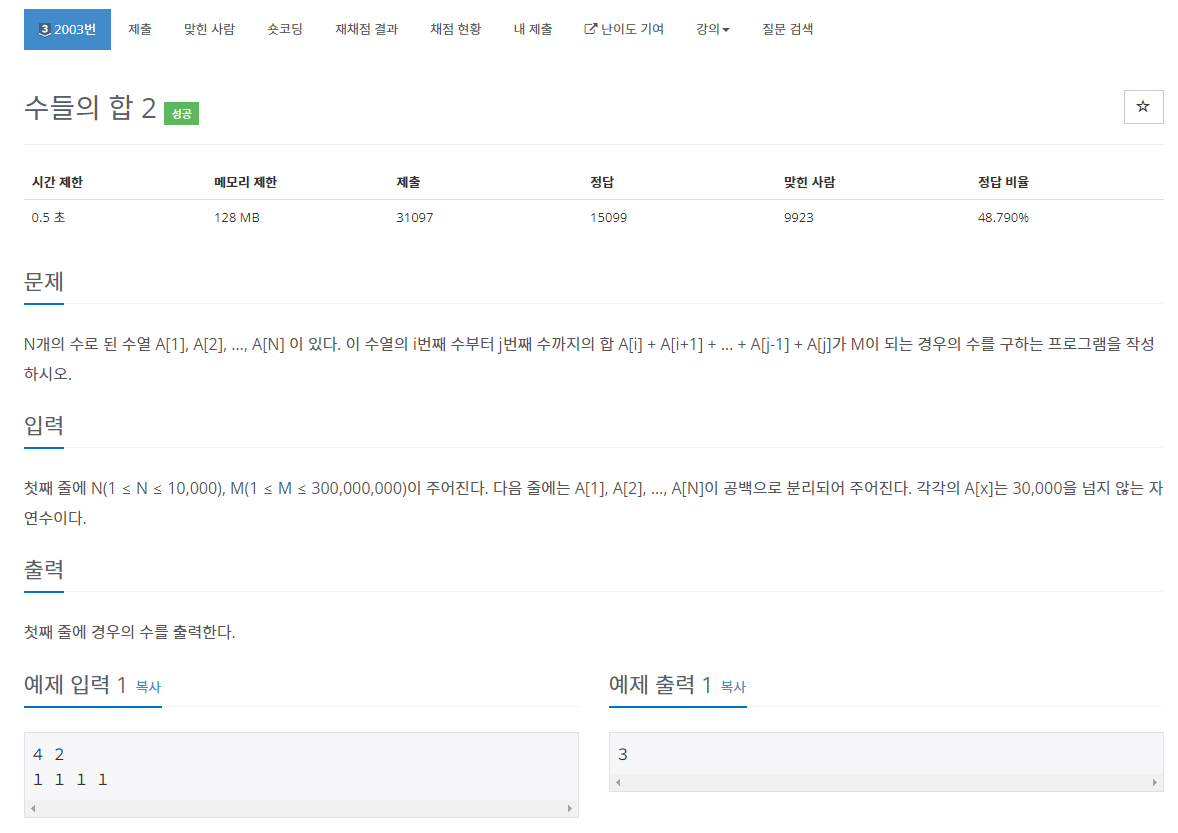 3 2003번 제출 맞힌 사람 숏코딩 재채점 결과 채점 현황 내 제출 난이도 기여 강의 질문 검색
수들의 합 2 성공
시간 제한 메모리 제한 제출 정답 맞힌 사람 정답 비율
0.5 초 128 MB 31097 15099 9923 48.790%
문제
N개의 수로 된 수열 A[1], A[2], …, A[N] 이 있다. 이 수열의 i번째 수부터 j번째 수까지의 합 A[i] + A[i+1] + … + A[j-1] + A[j]가 M이 되는 경우의 수를 구하는 프로그램을 작성
하시오.
입력
첫째 줄에 N(1 ≤ N ≤ 10,000), M(1 ≤ M ≤ 300,000,000)이 주어진다. 다음 줄에는 A[1], A[2], …, A[N]이 공백으로 분리되어 주어진다. 각각의 A[x]는 30,000을 넘지 않는 자
연수이다.
출력
첫째 줄에 경우의 수를 출력한다.
예제 입력 1 복사
4 2
1 1 1 1
예제 출력 1 복사
3